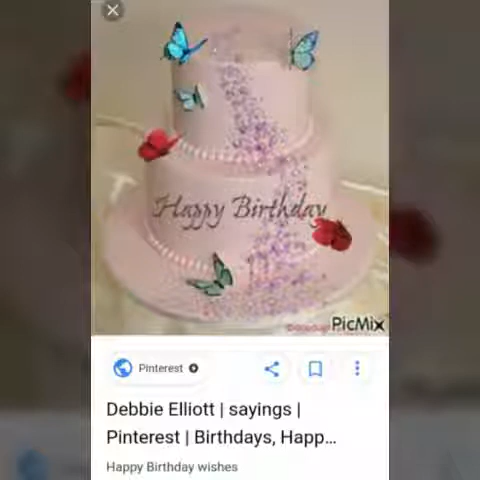 Happy Birthday
PicMix
Pinterest
Debbie Elliott | sayings |
Pinterest | Birthdays, Happ...
Happy Birthday wishes